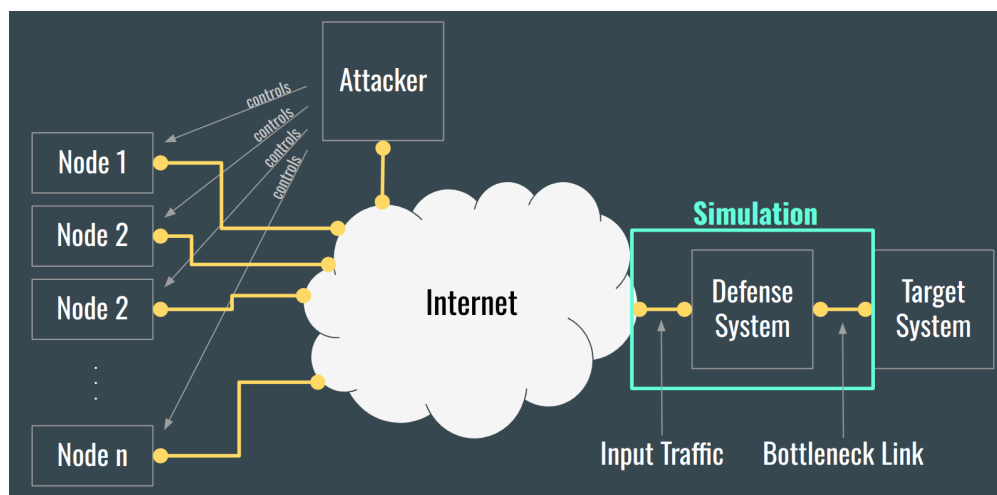 Attacker
controls
controls
controls
controls
Node 1
Node 2
Node 2
.
.
.
Node n
Internet
Simulation
Defense
System
Target
System
Input Traffic
Bottleneck Link